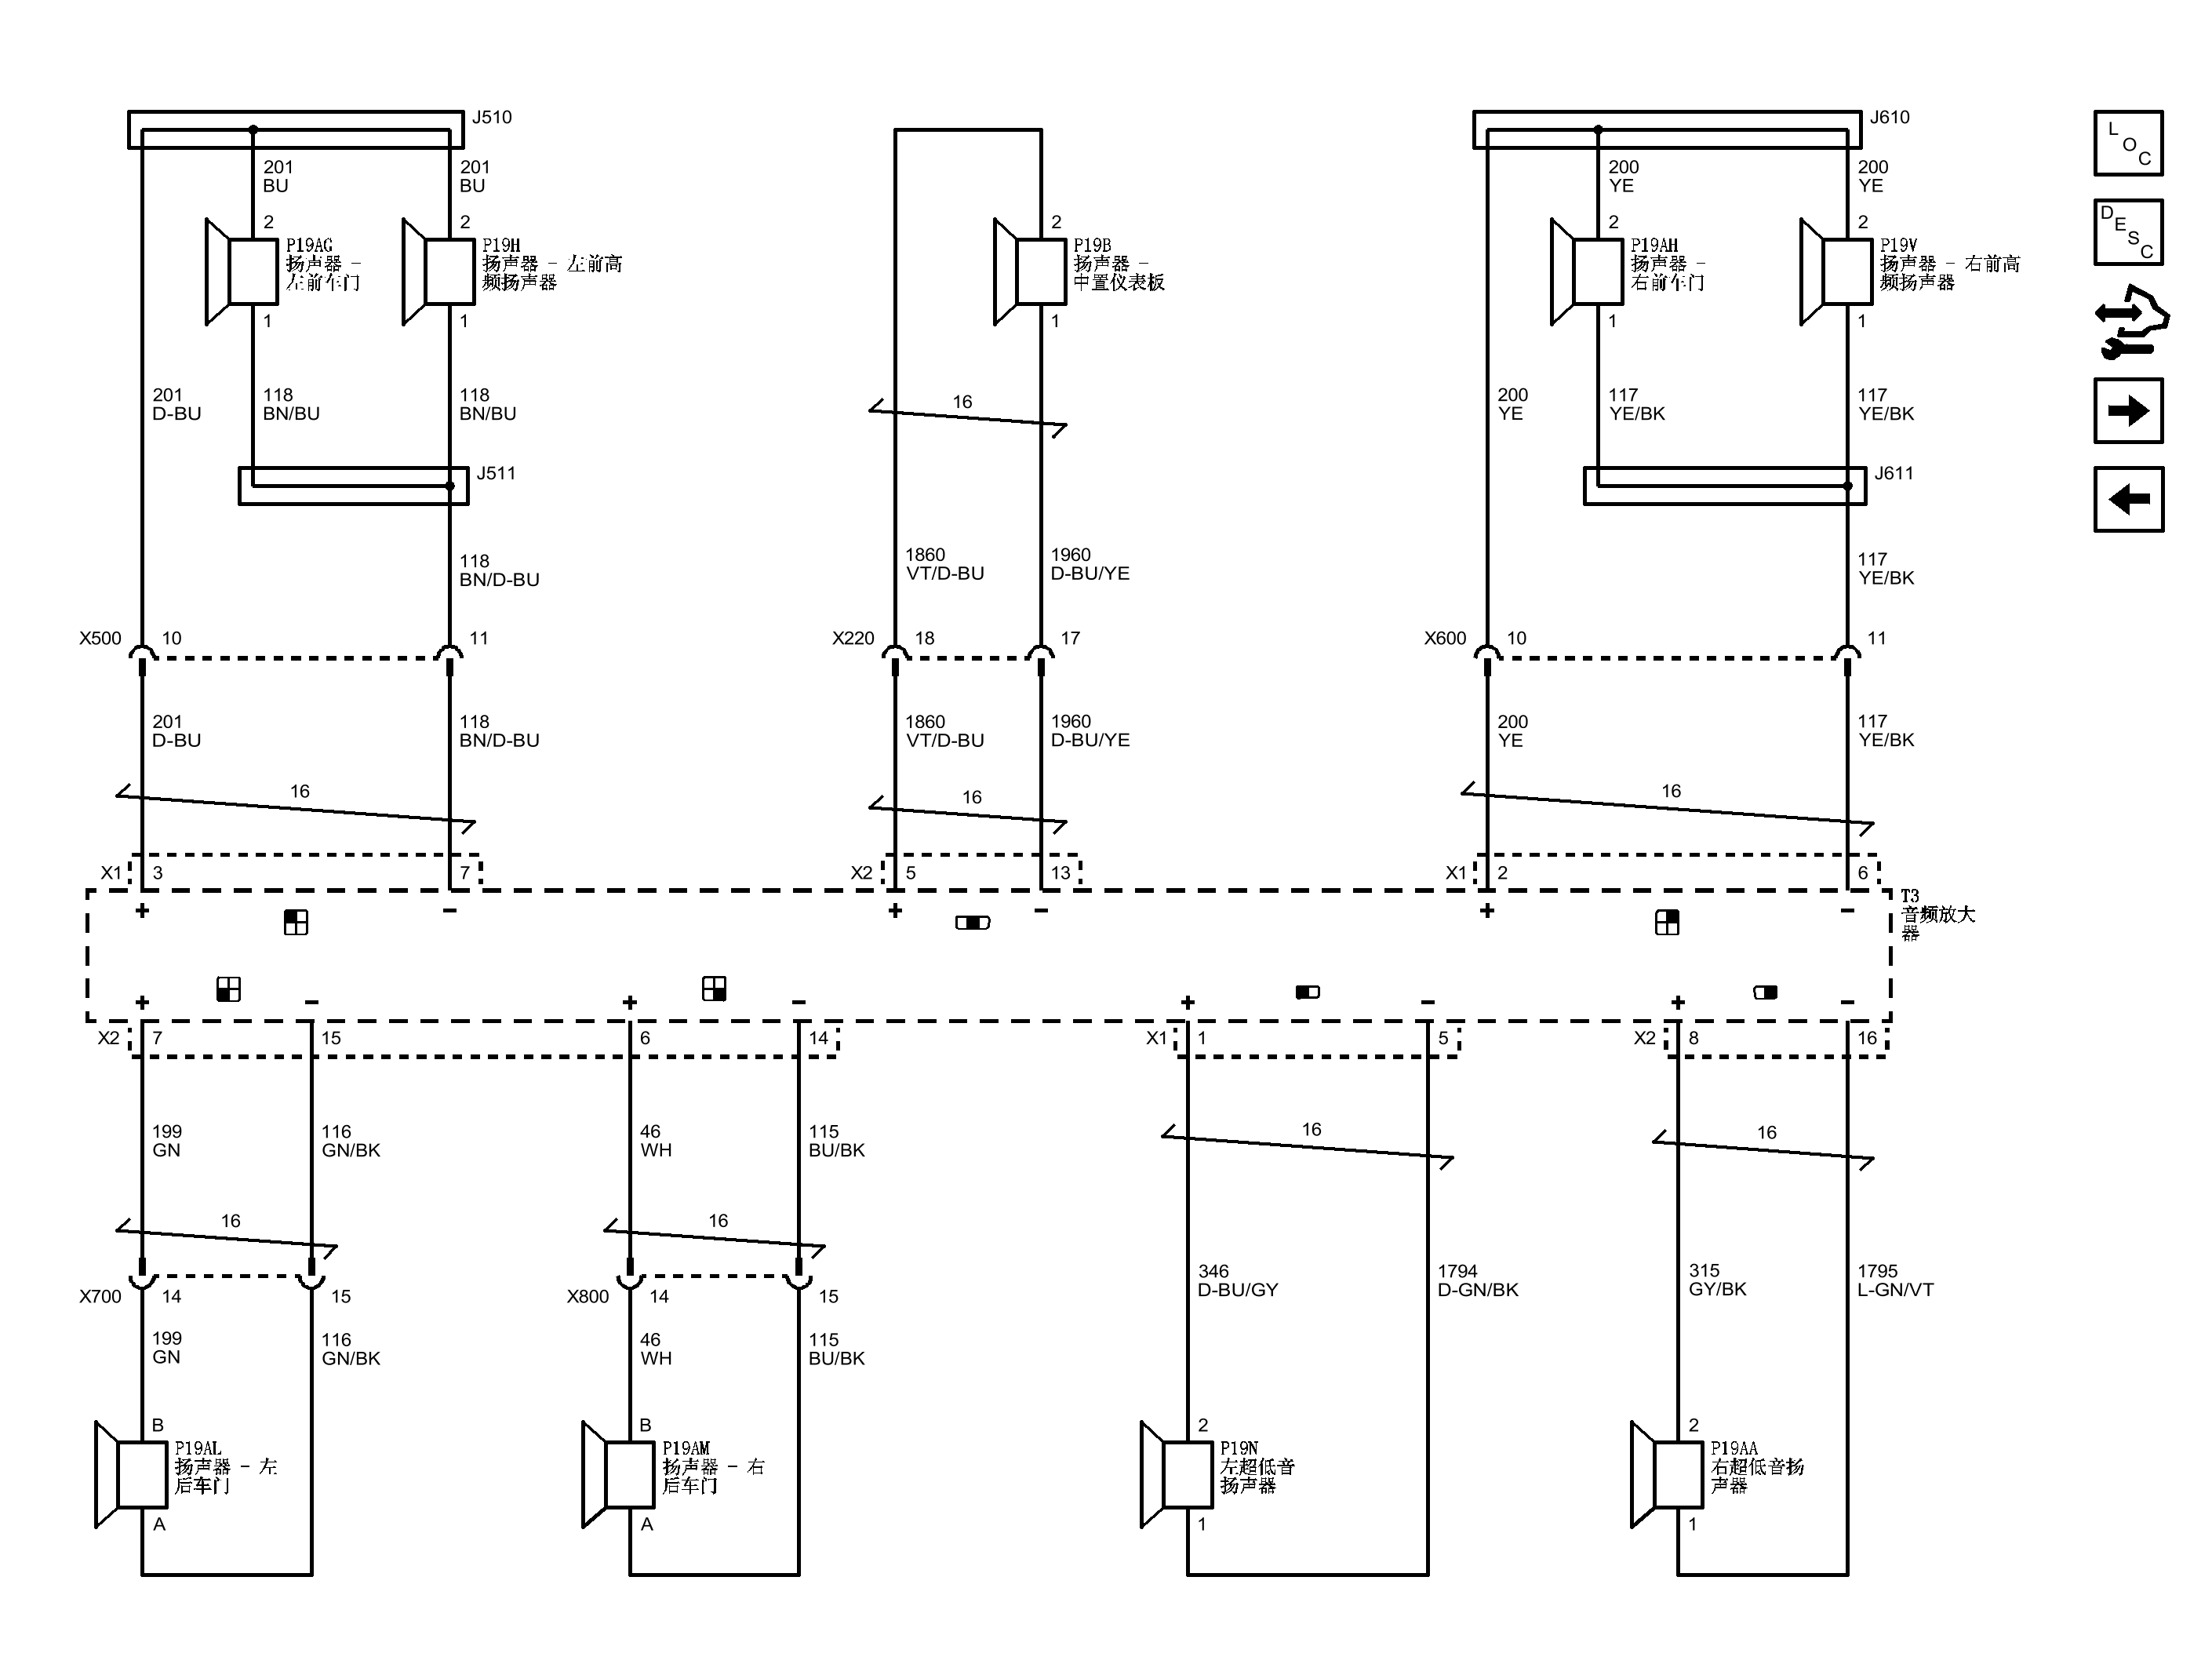 J510
J610
L
O
C
201
BU
201
BU
200
YE
200
YE
D
E
S
C
2
P19AG
扬声器 –
左前车门
1
2
P19H
扬声器 – 左前高
频扬声器
1
2
P19B
扬声器 –
中置仪表板
1
2
P19AH
扬声器 –
右前车门
1
2
P19V
扬声器 – 右前高
频扬声器
1
201
D-BU
118
BN/BU
118
BN/BU
16
200
YE
117
YE/BK
117
YE/BK
J511
J611
118
BN/D-BU
1860
VT/D-BU
1960
D-BU/YE
117
YE/BK
X500
10
11
X220
18
17
X600
10
11
201
D-BU
118
BN/D-BU
1860
VT/D-BU
1960
D-BU/YE
200
YE
117
YE/BK
16
16
16
X1
3
7
X2
5
13
X1
2
6
+
–
+
–
+
–
T3
音频放大
器
+
–
+
–
+
–
+
–
X2
7
15
6
14
X1
1
5
X2
8
16
199
GN
116
GN/BK
46
WH
115
BU/BK
16
16
16
16
346
D-BU/GY
1794
D-GN/BK
315
GY/BK
1795
L-GN/VT
X700
14
15
X800
14
15
199
GN
116
GN/BK
46
WH
115
BU/BK
B
P19AL
扬声器 – 左
后车门
A
B
P19AM
扬声器 – 右
后车门
A
2
P19N
左超低音
扬声器
1
2
P19AA
右超低音扬
声器
1